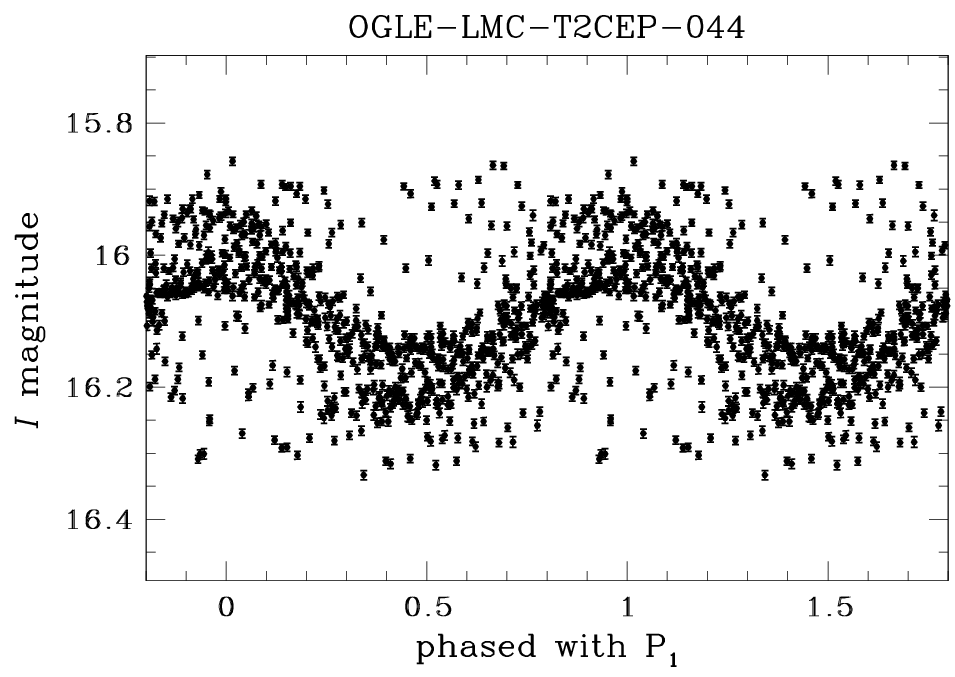 OGLE-LMC-T2CEP-044
15.8
16
16.2
16.4
I magnitude
0 0.5 1 1.5
phased with P₁